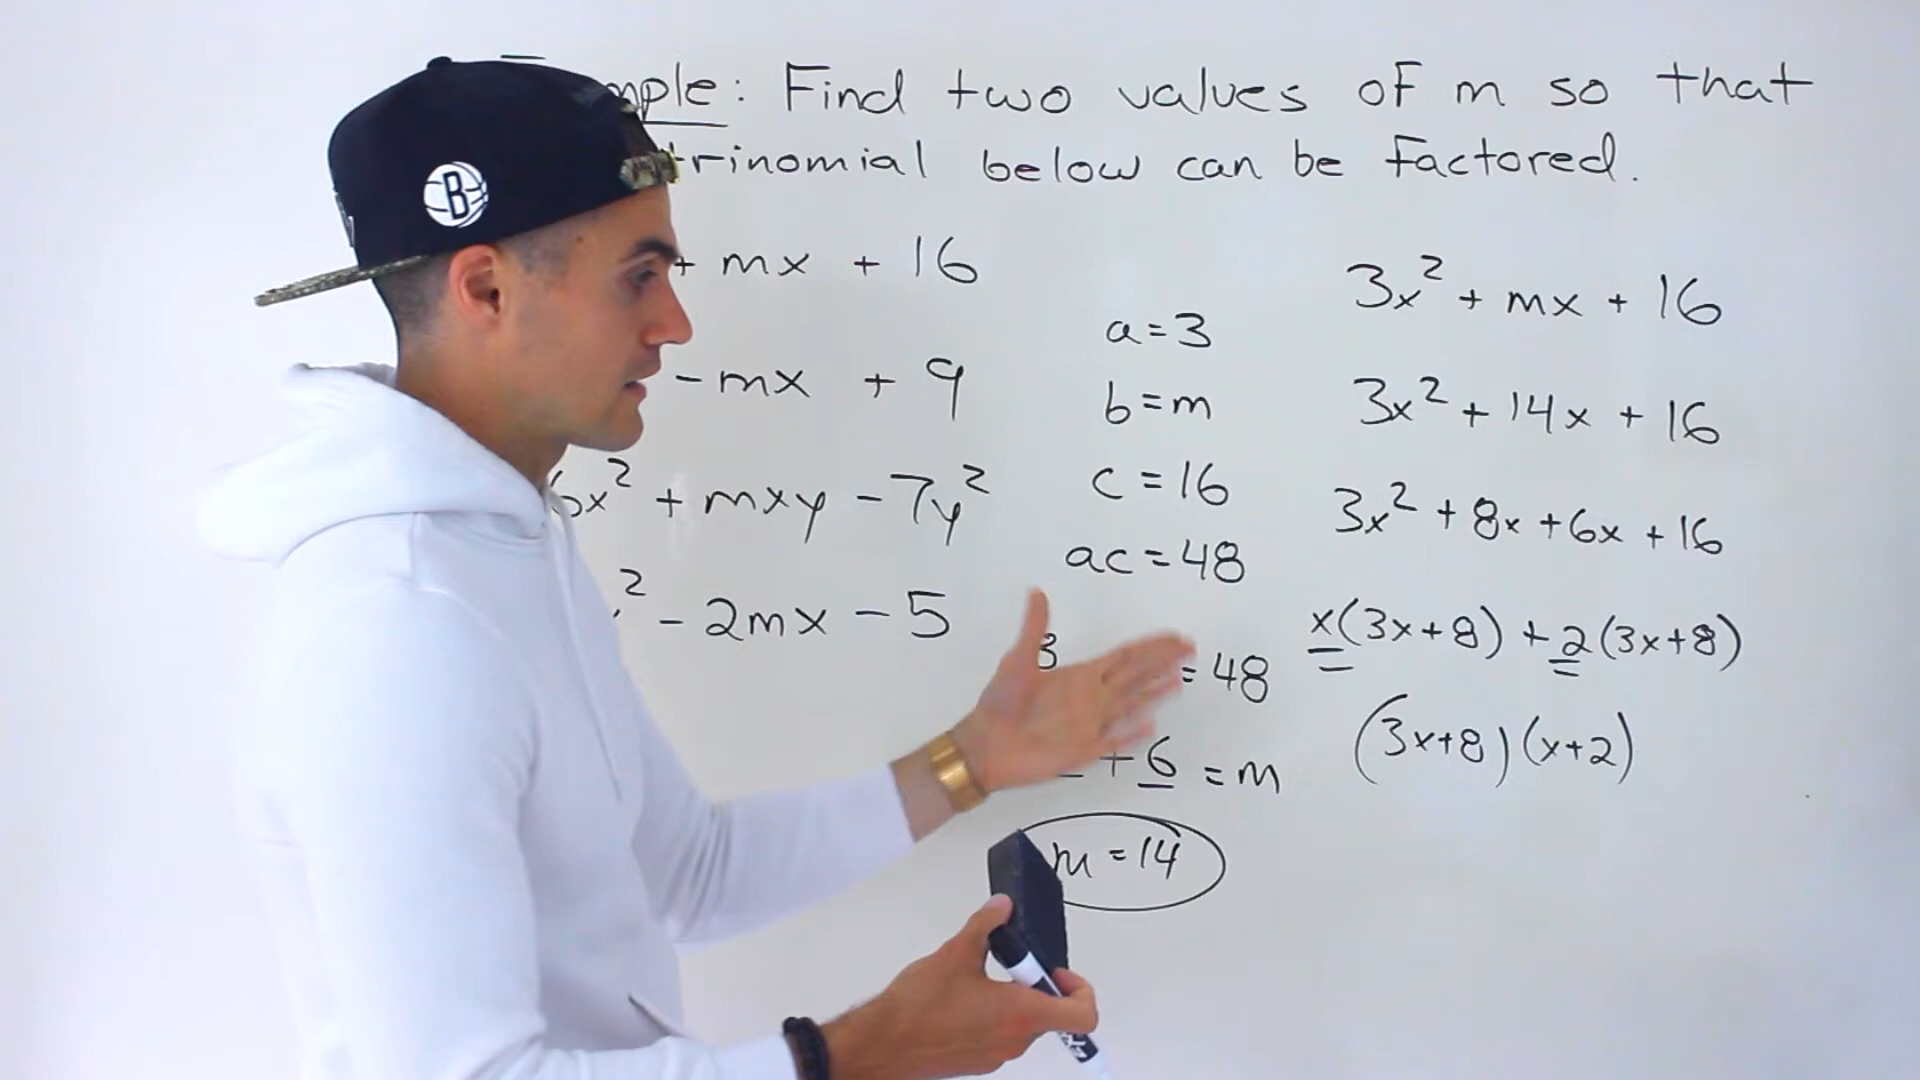 : Find two values of m so that
trinomial below can be factored.
+ mx + 16
- mx + 9
6x² + mxy - 7y²
² - 2mx - 5
a = 3
b = m
c = 16
ac = 48
= 48
+ 6 = m
m = 14
3x² + mx + 16
3x² + 14x + 16
3x² + 8x + 6x + 16
x(3x+8) + 2(3x+8)
(3x+8)(x+2)
B